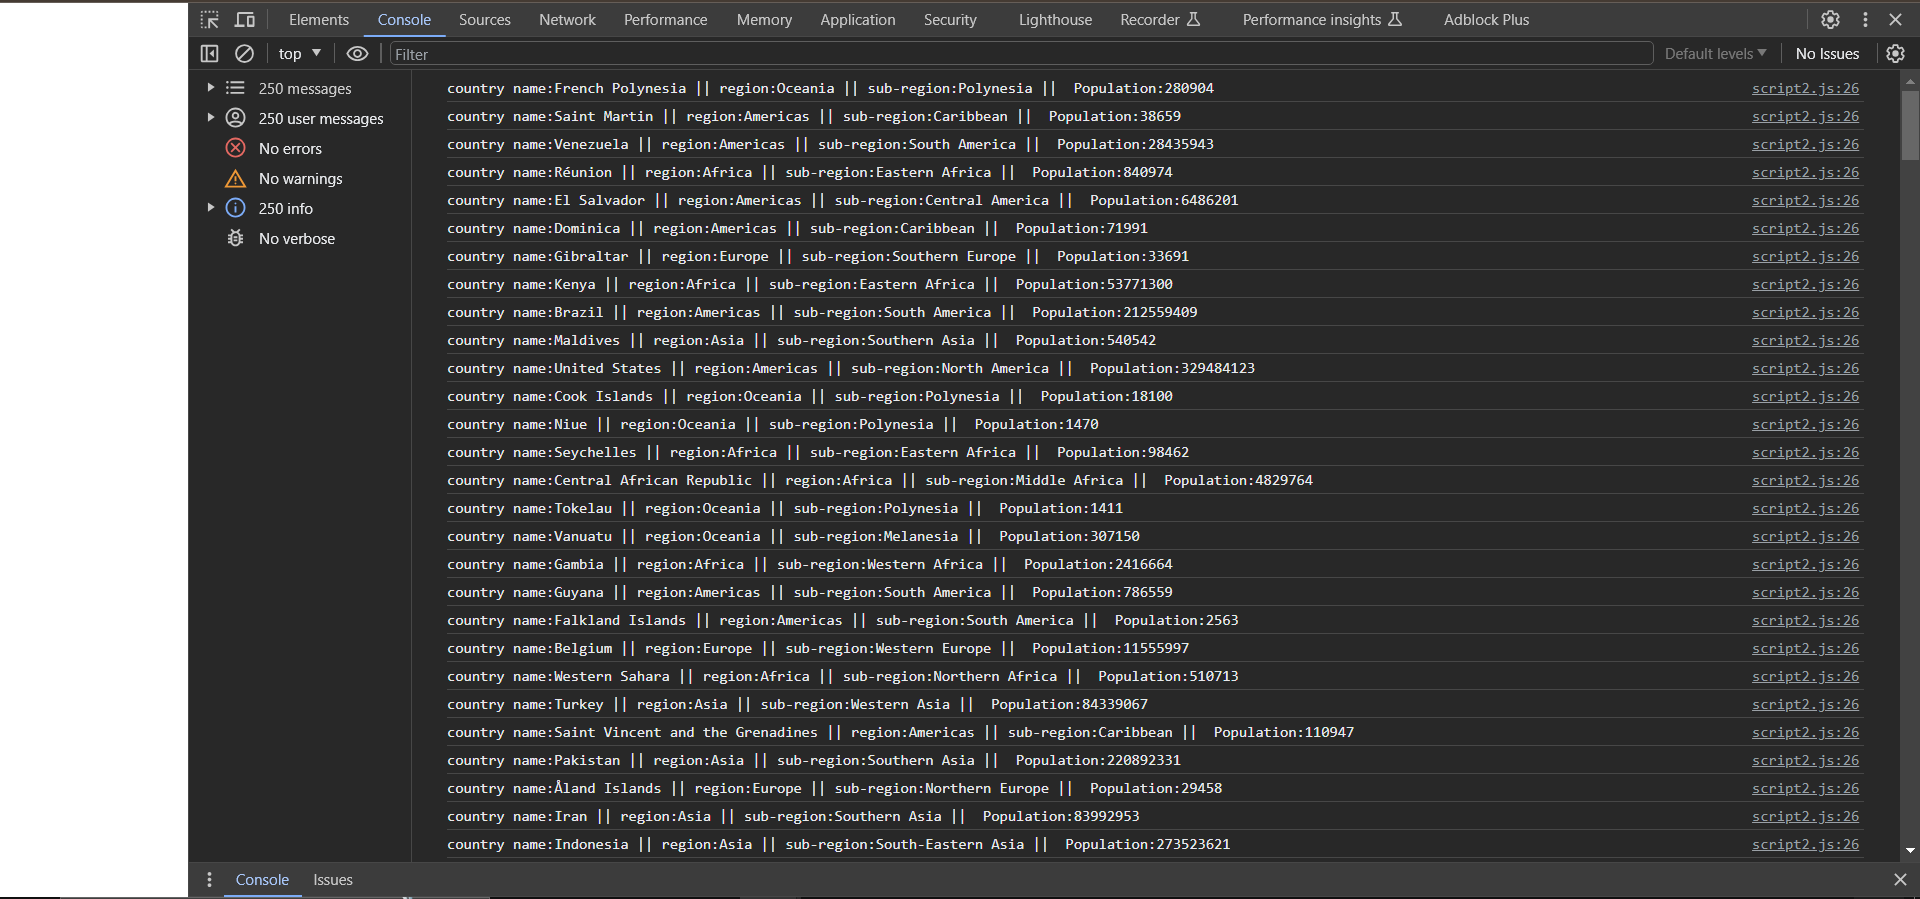 Elements Console Sources Network Performance Memory Application Security Lighthouse Recorder Performance insights Adblock Plus
top Filter Default levels No Issues
250 messages
250 user messages
No errors
No warnings
250 info
No verbose
country name:French Polynesia || region:Oceania || sub-region:Polynesia ||  Population:280904 script2.js:26
country name:Saint Martin || region:Americas || sub-region:Caribbean ||  Population:38659 script2.js:26
country name:Venezuela || region:Americas || sub-region:South America ||  Population:28435943 script2.js:26
country name:Réunion || region:Africa || sub-region:Eastern Africa ||  Population:840974 script2.js:26
country name:El Salvador || region:Americas || sub-region:Central America ||  Population:6486201 script2.js:26
country name:Dominica || region:Americas || sub-region:Caribbean ||  Population:71991 script2.js:26
country name:Gibraltar || region:Europe || sub-region:Southern Europe ||  Population:33691 script2.js:26
country name:Kenya || region:Africa || sub-region:Eastern Africa ||  Population:53771300 script2.js:26
country name:Brazil || region:Americas || sub-region:South America ||  Population:212559409 script2.js:26
country name:Maldives || region:Asia || sub-region:Southern Asia ||  Population:540542 script2.js:26
country name:United States || region:Americas || sub-region:North America ||  Population:329484123 script2.js:26
country name:Cook Islands || region:Oceania || sub-region:Polynesia ||  Population:18100 script2.js:26
country name:Niue || region:Oceania || sub-region:Polynesia ||  Population:1470 script2.js:26
country name:Seychelles || region:Africa || sub-region:Eastern Africa ||  Population:98462 script2.js:26
country name:Central African Republic || region:Africa || sub-region:Middle Africa ||  Population:4829764 script2.js:26
country name:Tokelau || region:Oceania || sub-region:Polynesia ||  Population:1411 script2.js:26
country name:Vanuatu || region:Oceania || sub-region:Melanesia ||  Population:307150 script2.js:26
country name:Gambia || region:Africa || sub-region:Western Africa ||  Population:2416664 script2.js:26
country name:Guyana || region:Americas || sub-region:South America ||  Population:786559 script2.js:26
country name:Falkland Islands || region:Americas || sub-region:South America ||  Population:2563 script2.js:26
country name:Belgium || region:Europe || sub-region:Western Europe ||  Population:11555997 script2.js:26
country name:Western Sahara || region:Africa || sub-region:Northern Africa ||  Population:510713 script2.js:26
country name:Turkey || region:Asia || sub-region:Western Asia ||  Population:84339067 script2.js:26
country name:Saint Vincent and the Grenadines || region:Americas || sub-region:Caribbean ||  Population:110947 script2.js:26
country name:Pakistan || region:Asia || sub-region:Southern Asia ||  Population:220892331 script2.js:26
country name:Åland Islands || region:Europe || sub-region:Northern Europe ||  Population:29458 script2.js:26
country name:Iran || region:Asia || sub-region:Southern Asia ||  Population:83992953 script2.js:26
country name:Indonesia || region:Asia || sub-region:South-Eastern Asia ||  Population:273523621 script2.js:26
Console Issues